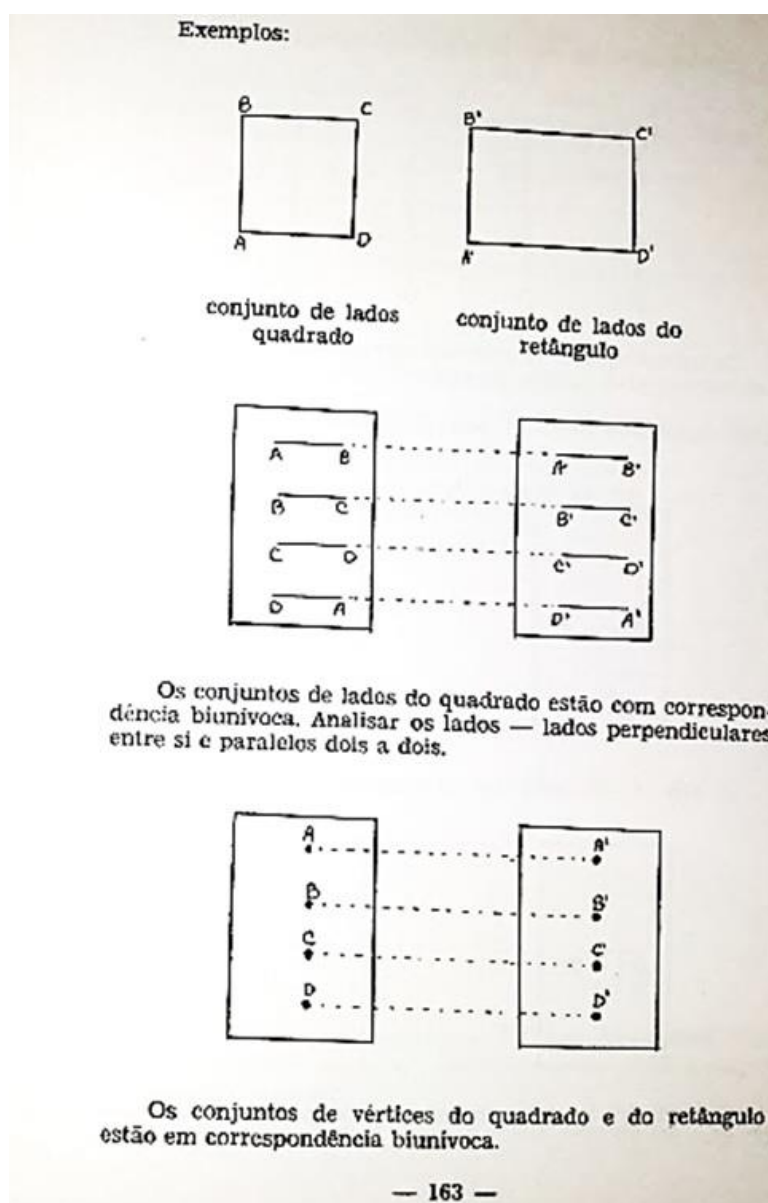 Exemplos:
B C B' C'
A D A' D'
conjunto de lados conjunto de lados do
quadrado retângulo
A B A' B'
B C B' C'
C D C' D'
D A D' A'
Os conjuntos de lados do quadrado estão com correspon-
dência biunívoca. Analisar os lados — lados perpendiculares
entre si e paralelos dois a dois.
A A'
B B'
C C
D D'
Os conjuntos de vértices do quadrado e do retângulo
estão em correspondência biunívoca.
— 163 —